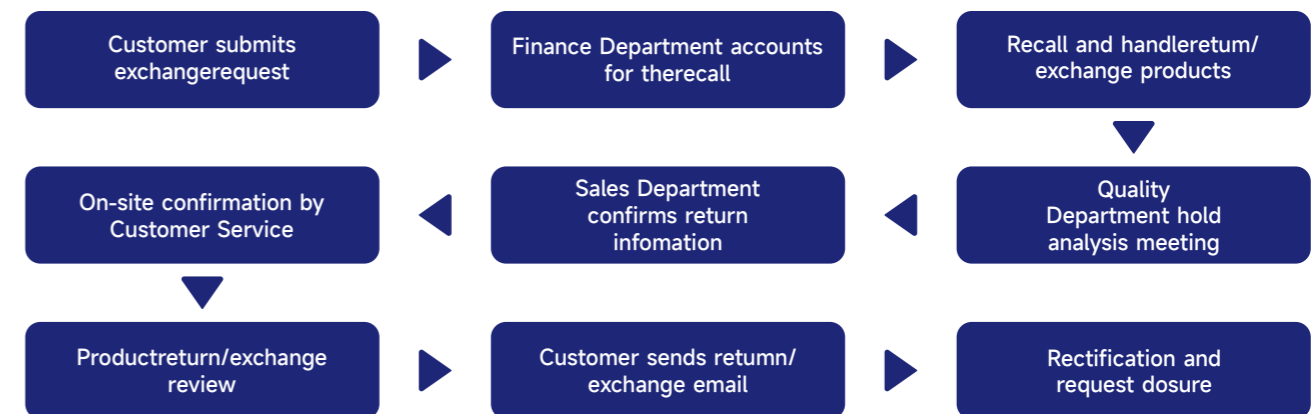 Customer submits
exchangerequest
Finance Department accounts
for therecall
Recall and handleretum/
exchange products
Quality
Department hold
analysis meeting
Sales Department
confirms return
infomation
On-site confirmation by
Customer Service
Productreturn/exchange
review
Customer sends retumn/
exchange email
Rectification and
request dosure